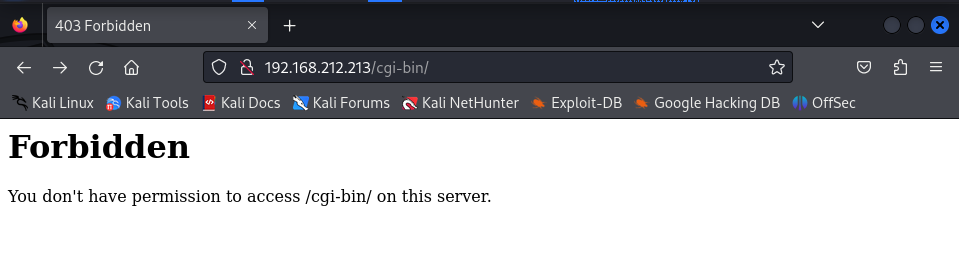 403 Forbidden
192.168.212.213/cgi-bin/
Kali Linux Kali Tools Kali Docs Kali Forums Kali NetHunter Exploit-DB Google Hacking DB OffSec
Forbidden
You don't have permission to access /cgi-bin/ on this server.